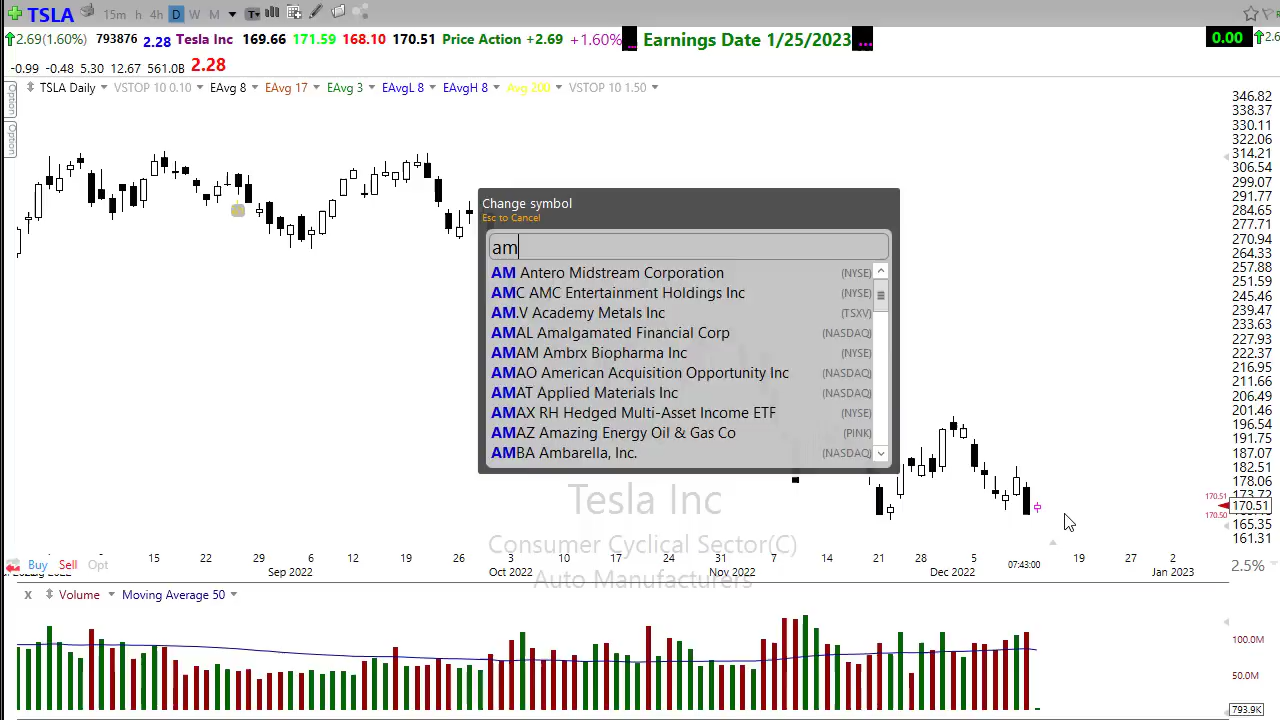 TSLA 15m h 4h D W M
2.69(1.60%) 793876 2.28 Tesla Inc 169.66 171.59 168.10 170.51 Price Action +2.69 +1.60% ... Earnings Date 1/25/2023 ... 0.00
-0.99 -0.48 5.30 12.67 561.0B 2.28
TSLA Daily VSTOP 10 0.10 EAvg 8 EAvg 17 EAvg 3 EAvgL 8 EAvgH 8 Avg 200 VSTOP 10 1.50
Option
Option
Change symbol
Esc to Cancel
am
AM Antero Midstream Corporation (NYSE)
AMC AMC Entertainment Holdings Inc (NYSE)
AM.V Academy Metals Inc (TSXV)
AMAL Amalgamated Financial Corp (NASDAQ)
AMAM Ambrx Biopharma Inc (NYSE)
AMAO American Acquisition Opportunity Inc (NASDAQ)
AMAT Applied Materials Inc (NASDAQ)
AMAX RH Hedged Multi-Asset Income ETF (NYSE)
AMAZ Amazing Energy Oil & Gas Co (PINK)
AMBA Ambarella, Inc. (NASDAQ)
346.82
338.37
330.11
322.06
314.21
306.54
299.07
291.77
284.65
277.71
270.94
264.33
257.88
251.59
245.46
239.47
233.63
227.93
222.37
216.95
211.66
206.49
201.46
196.54
191.75
187.07
182.51
178.06
173.72
170.51
170.51
170.50
165.35
161.31
Tesla Inc
Consumer Cyclical Sector(C)
Auto Manufacturers
Buy Sell Opt
15 22 29 6 12 19 26 3 10 17 24 31 7 14 21 28 5 19 27 2
Sep 2022 Oct 2022 Nov 2022 Dec 2022 07:43:00 Jan 2023
2.5%
x Volume Moving Average 50
100.0M
50.0M
793.9K